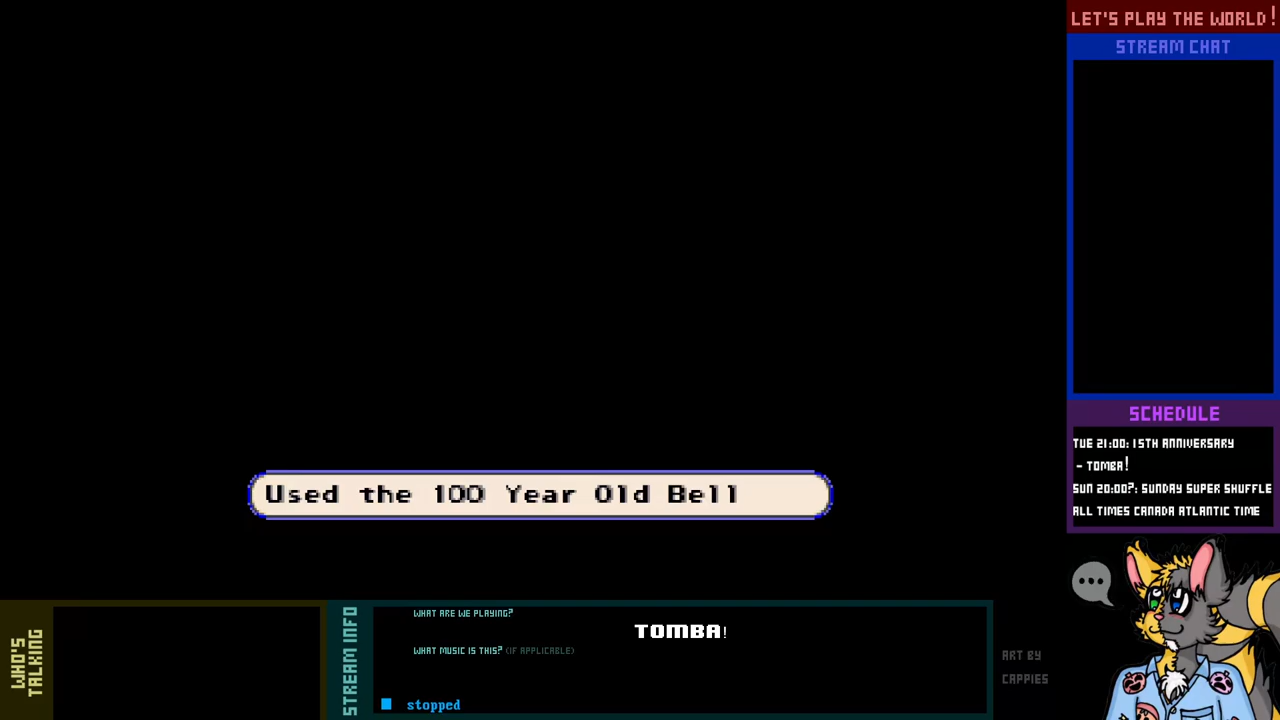 LET'S PLAY THE WORLD!
STREAM CHAT
Used the 100 Year Old Bell
SCHEDULE
TUE 21:00: 15TH ANNIVERSARY
- TOMBA!
SUN 20:00?: SUNDAY SUPER SHUFFLE
ALL TIMES CANADA ATLANTIC TIME
WHO'S
TALKING
STREAM INFO
WHAT ARE WE PLAYING?
TOMBA!
WHAT MUSIC IS THIS? (IF APPLICABLE)
stopped
ART BY
CAPPIES